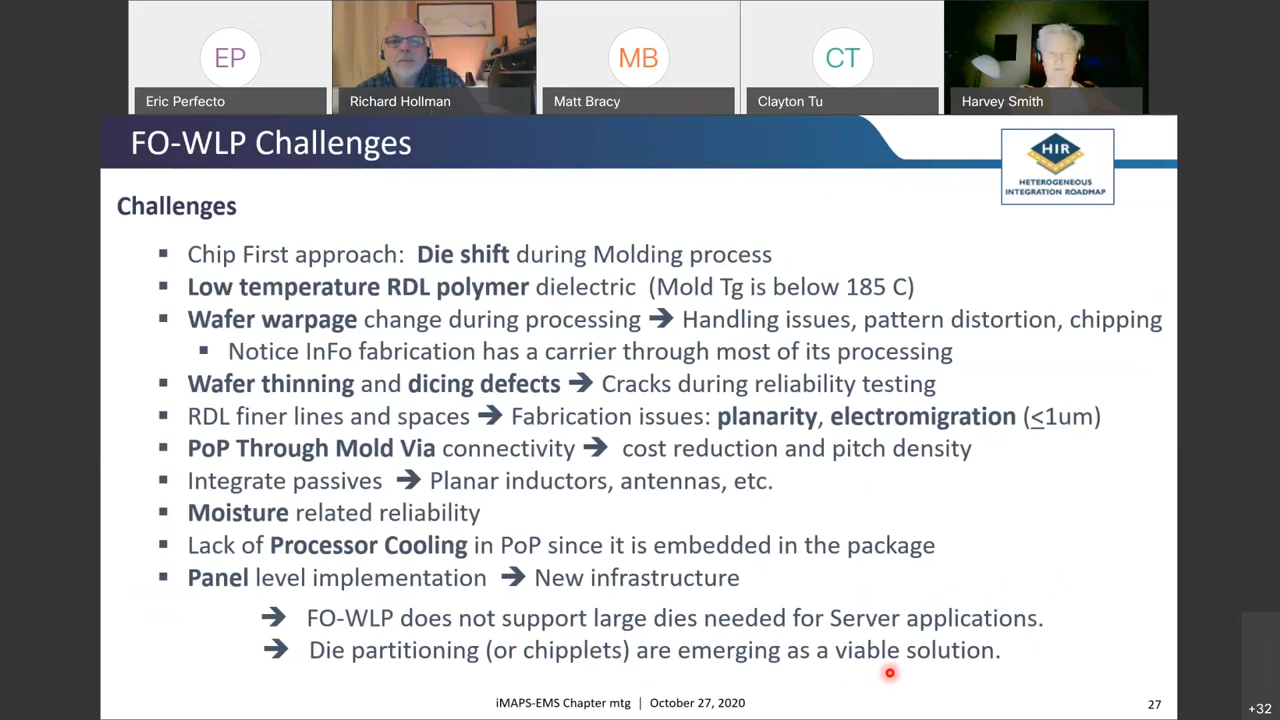 EP
MB
CT
Eric Perfecto
Richard Hollman
Matt Bracy
Clayton Tu
Harvey Smith
FO-WLP Challenges
HIR
HETEROGENEOUS
INTEGRATION ROADMAP
Challenges
▪ Chip First approach: Die shift during Molding process
▪ Low temperature RDL polymer dielectric (Mold Tg is below 185 C)
▪ Wafer warpage change during processing ➔ Handling issues, pattern distortion, chipping
▪ Notice InFo fabrication has a carrier through most of its processing
▪ Wafer thinning and dicing defects ➔ Cracks during reliability testing
▪ RDL finer lines and spaces ➔ Fabrication issues: planarity, electromigration (≤1um)
▪ PoP Through Mold Via connectivity ➔ cost reduction and pitch density
▪ Integrate passives ➔ Planar inductors, antennas, etc.
▪ Moisture related reliability
▪ Lack of Processor Cooling in PoP since it is embedded in the package
▪ Panel level implementation ➔ New infrastructure
➔ FO-WLP does not support large dies needed for Server applications.
➔ Die partitioning (or chipplets) are emerging as a viable solution.
iMAPS-EMS Chapter mtg | October 27, 2020
27
+32